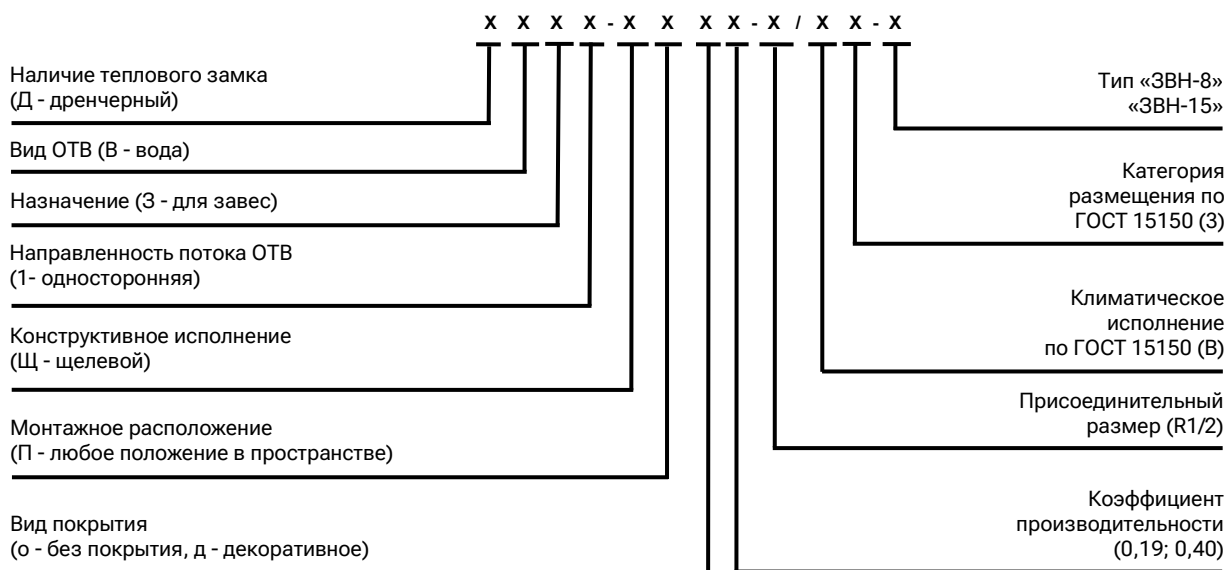 X X X X - X X X X - X / X X - X
Наличие теплового замка
(Д - дренчерный)
Вид ОТВ (В - вода)
Назначение (З - для завес)
Направленность потока ОТВ
(1- односторонняя)
Конструктивное исполнение
(Щ - щелевой)
Монтажное расположение
(П - любое положение в пространстве)
Вид покрытия
(о - без покрытия, д - декоративное)
Тип «ЗВН-8»
«ЗВН-15»
Категория
размещения по
ГОСТ 15150 (3)
Климатическое
исполнение
по ГОСТ 15150 (В)
Присоединительный
размер (R1/2)
Коэффициент
производительности
(0,19; 0,40)